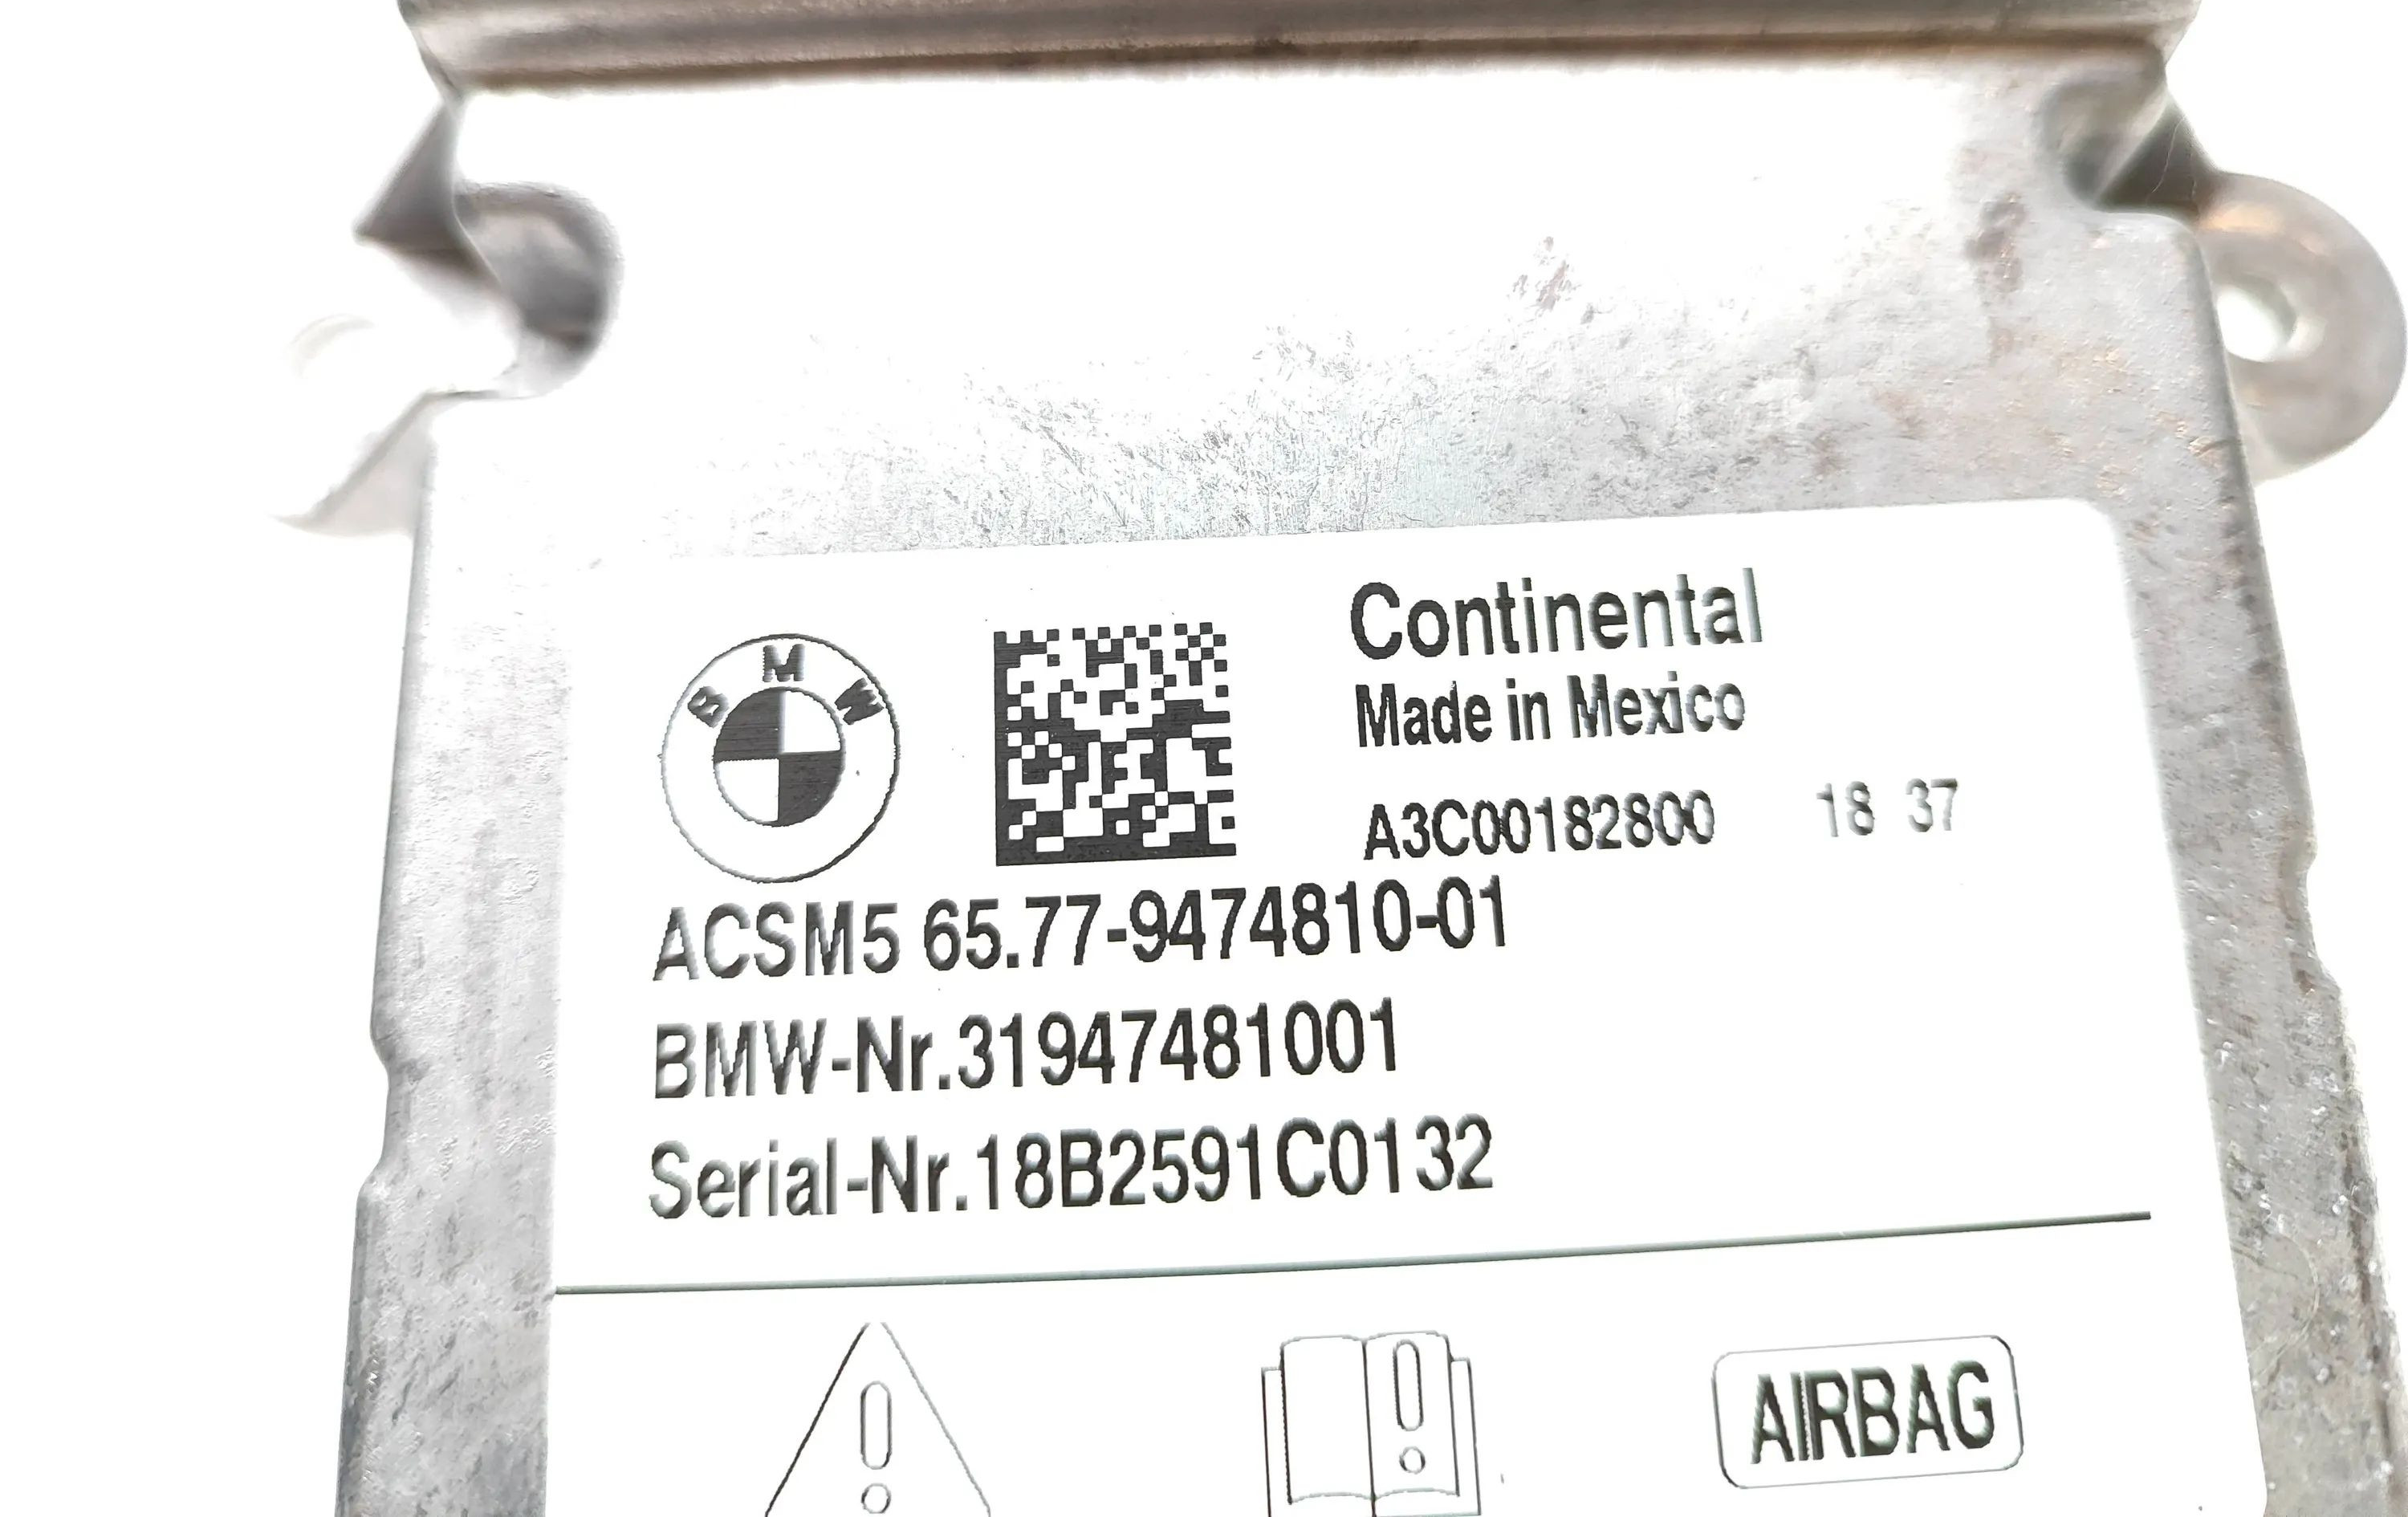 BMW
Continental
Made in Mexico
A3C00182800 18 37
ACSM5 65.77-9474810-01
BMW-Nr.31947481001
Serial-Nr.18B2591C0132
AIRBAG